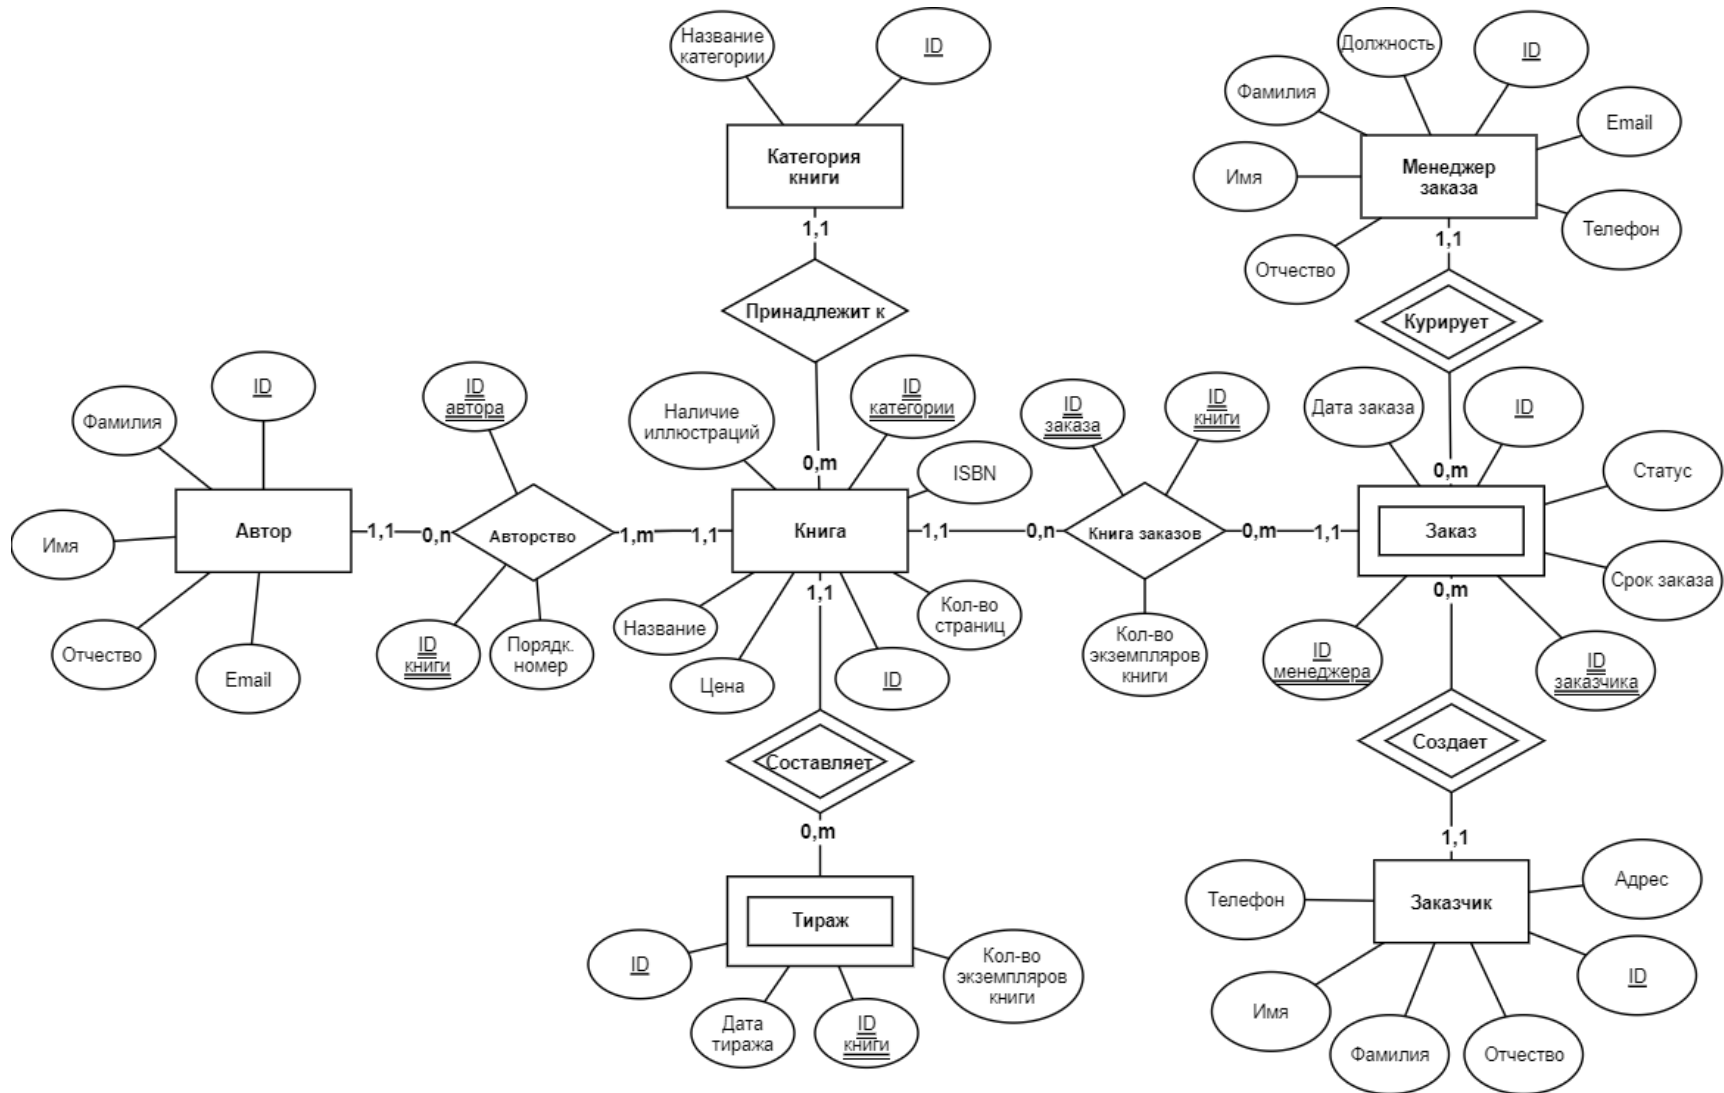 Название
категории
ID
Категория
книги
1,1
Принадлежит к
0,m
Должность
ID
Фамилия
Email
Имя
Менеджер
заказа
Телефон
Отчество
1,1
Курирует
0,m
Фамилия
ID
Имя
Автор
Отчество
Email
1,1
0,n
ID
автора
Авторство
ID
книги
Порядк.
номер
1,m
1,1
Наличие
иллюстраций
ID
категории
ISBN
Книга
Название
Цена
ID
Кол-во
страниц
1,1
0,n
ID
заказа
ID
книги
Книга заказов
Кол-во
экземпляров
книги
0,m
1,1
Дата заказа
ID
Статус
Заказ
Срок заказа
ID
менеджера
ID
заказчика
0,m
Создает
1,1
1,1
Составляет
0,m
Тираж
ID
Дата
тиража
ID
книги
Кол-во
экземпляров
книги
Телефон
Заказчик
Адрес
ID
Имя
Фамилия
Отчество